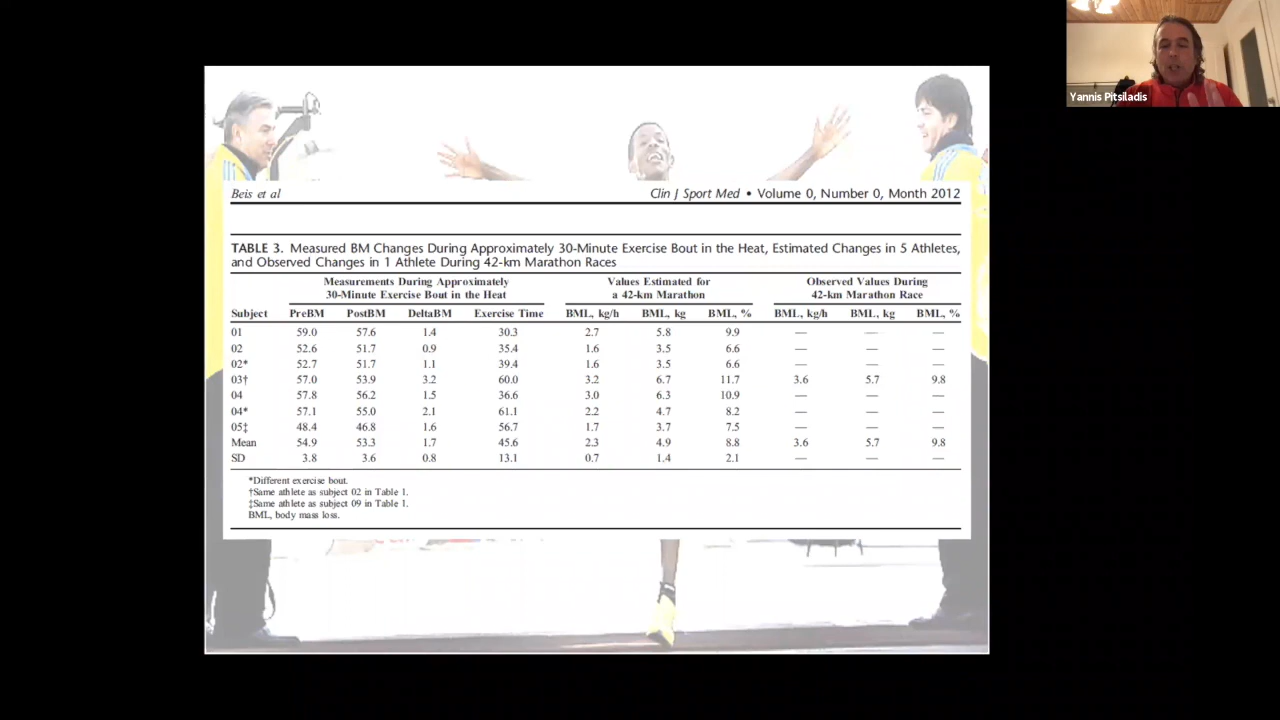 Yannis Pitsiladis
Beis et al Clin J Sport Med • Volume 0, Number 0, Month 2012
TABLE 3. Measured BM Changes During Approximately 30-Minute Exercise Bout in the Heat, Estimated Changes in 5 Athletes,
and Observed Changes in 1 Athlete During 42-km Marathon Races
Measurements During Approximately Values Estimated for Observed Values During
30-Minute Exercise Bout in the Heat a 42-km Marathon 42-km Marathon Race
Subject PreBM PostBM DeltaBM Exercise Time BML, kg/h BML, kg BML, % BML, kg/h BML, kg BML, %
01 59.0 57.6 1.4 30.3 2.7 5.8 9.9 — — —
02 52.6 51.7 0.9 35.4 1.6 3.5 6.6 — — —
02* 52.7 51.7 1.1 39.4 1.6 3.5 6.6 — — —
03† 57.0 53.9 3.2 60.0 3.2 6.7 11.7 3.6 5.7 9.8
04 57.8 56.2 1.5 36.6 3.0 6.3 10.9 — — —
04* 57.1 55.0 2.1 61.1 2.2 4.7 8.2 — — —
05‡ 48.4 46.8 1.6 56.7 1.7 3.7 7.5 — — —
Mean 54.9 53.3 1.7 45.6 2.3 4.9 8.8 3.6 5.7 9.8
SD 3.8 3.6 0.8 13.1 0.7 1.4 2.1 — — —
*Different exercise bout.
†Same athlete as subject 02 in Table 1.
‡Same athlete as subject 09 in Table 1.
BML, body mass loss.